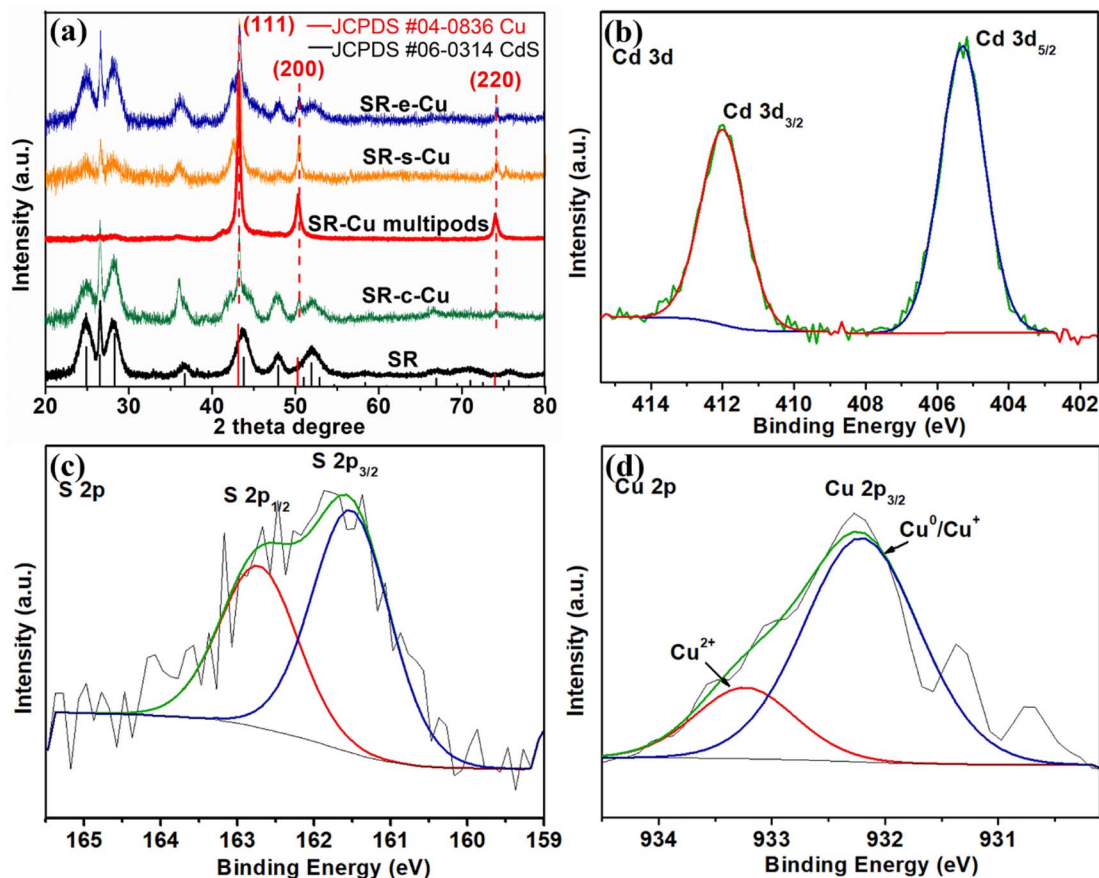 (a)
(111)
JCPDS #04-0836 Cu
JCPDS #06-0314 CdS
(200)
(220)
SR-e-Cu
SR-s-Cu
SR-Cu multipods
SR-c-Cu
SR
Intensity (a.u.)
20 30 40 50 60 70 80
2 theta degree
(b)
Cd 3d
Cd 3d5/2
Cd 3d3/2
Intensity (a.u.)
414 412 410 408 406 404 402
Binding Energy (eV)
(c)
S 2p
S 2p3/2
S 2p1/2
Intensity (a.u.)
165 164 163 162 161 160 159
Binding Energy (eV)
(d)
Cu 2p
Cu 2p3/2
Cu0/Cu+
Cu2+
Intensity (a.u.)
934 933 932 931
Binding Energy (eV)